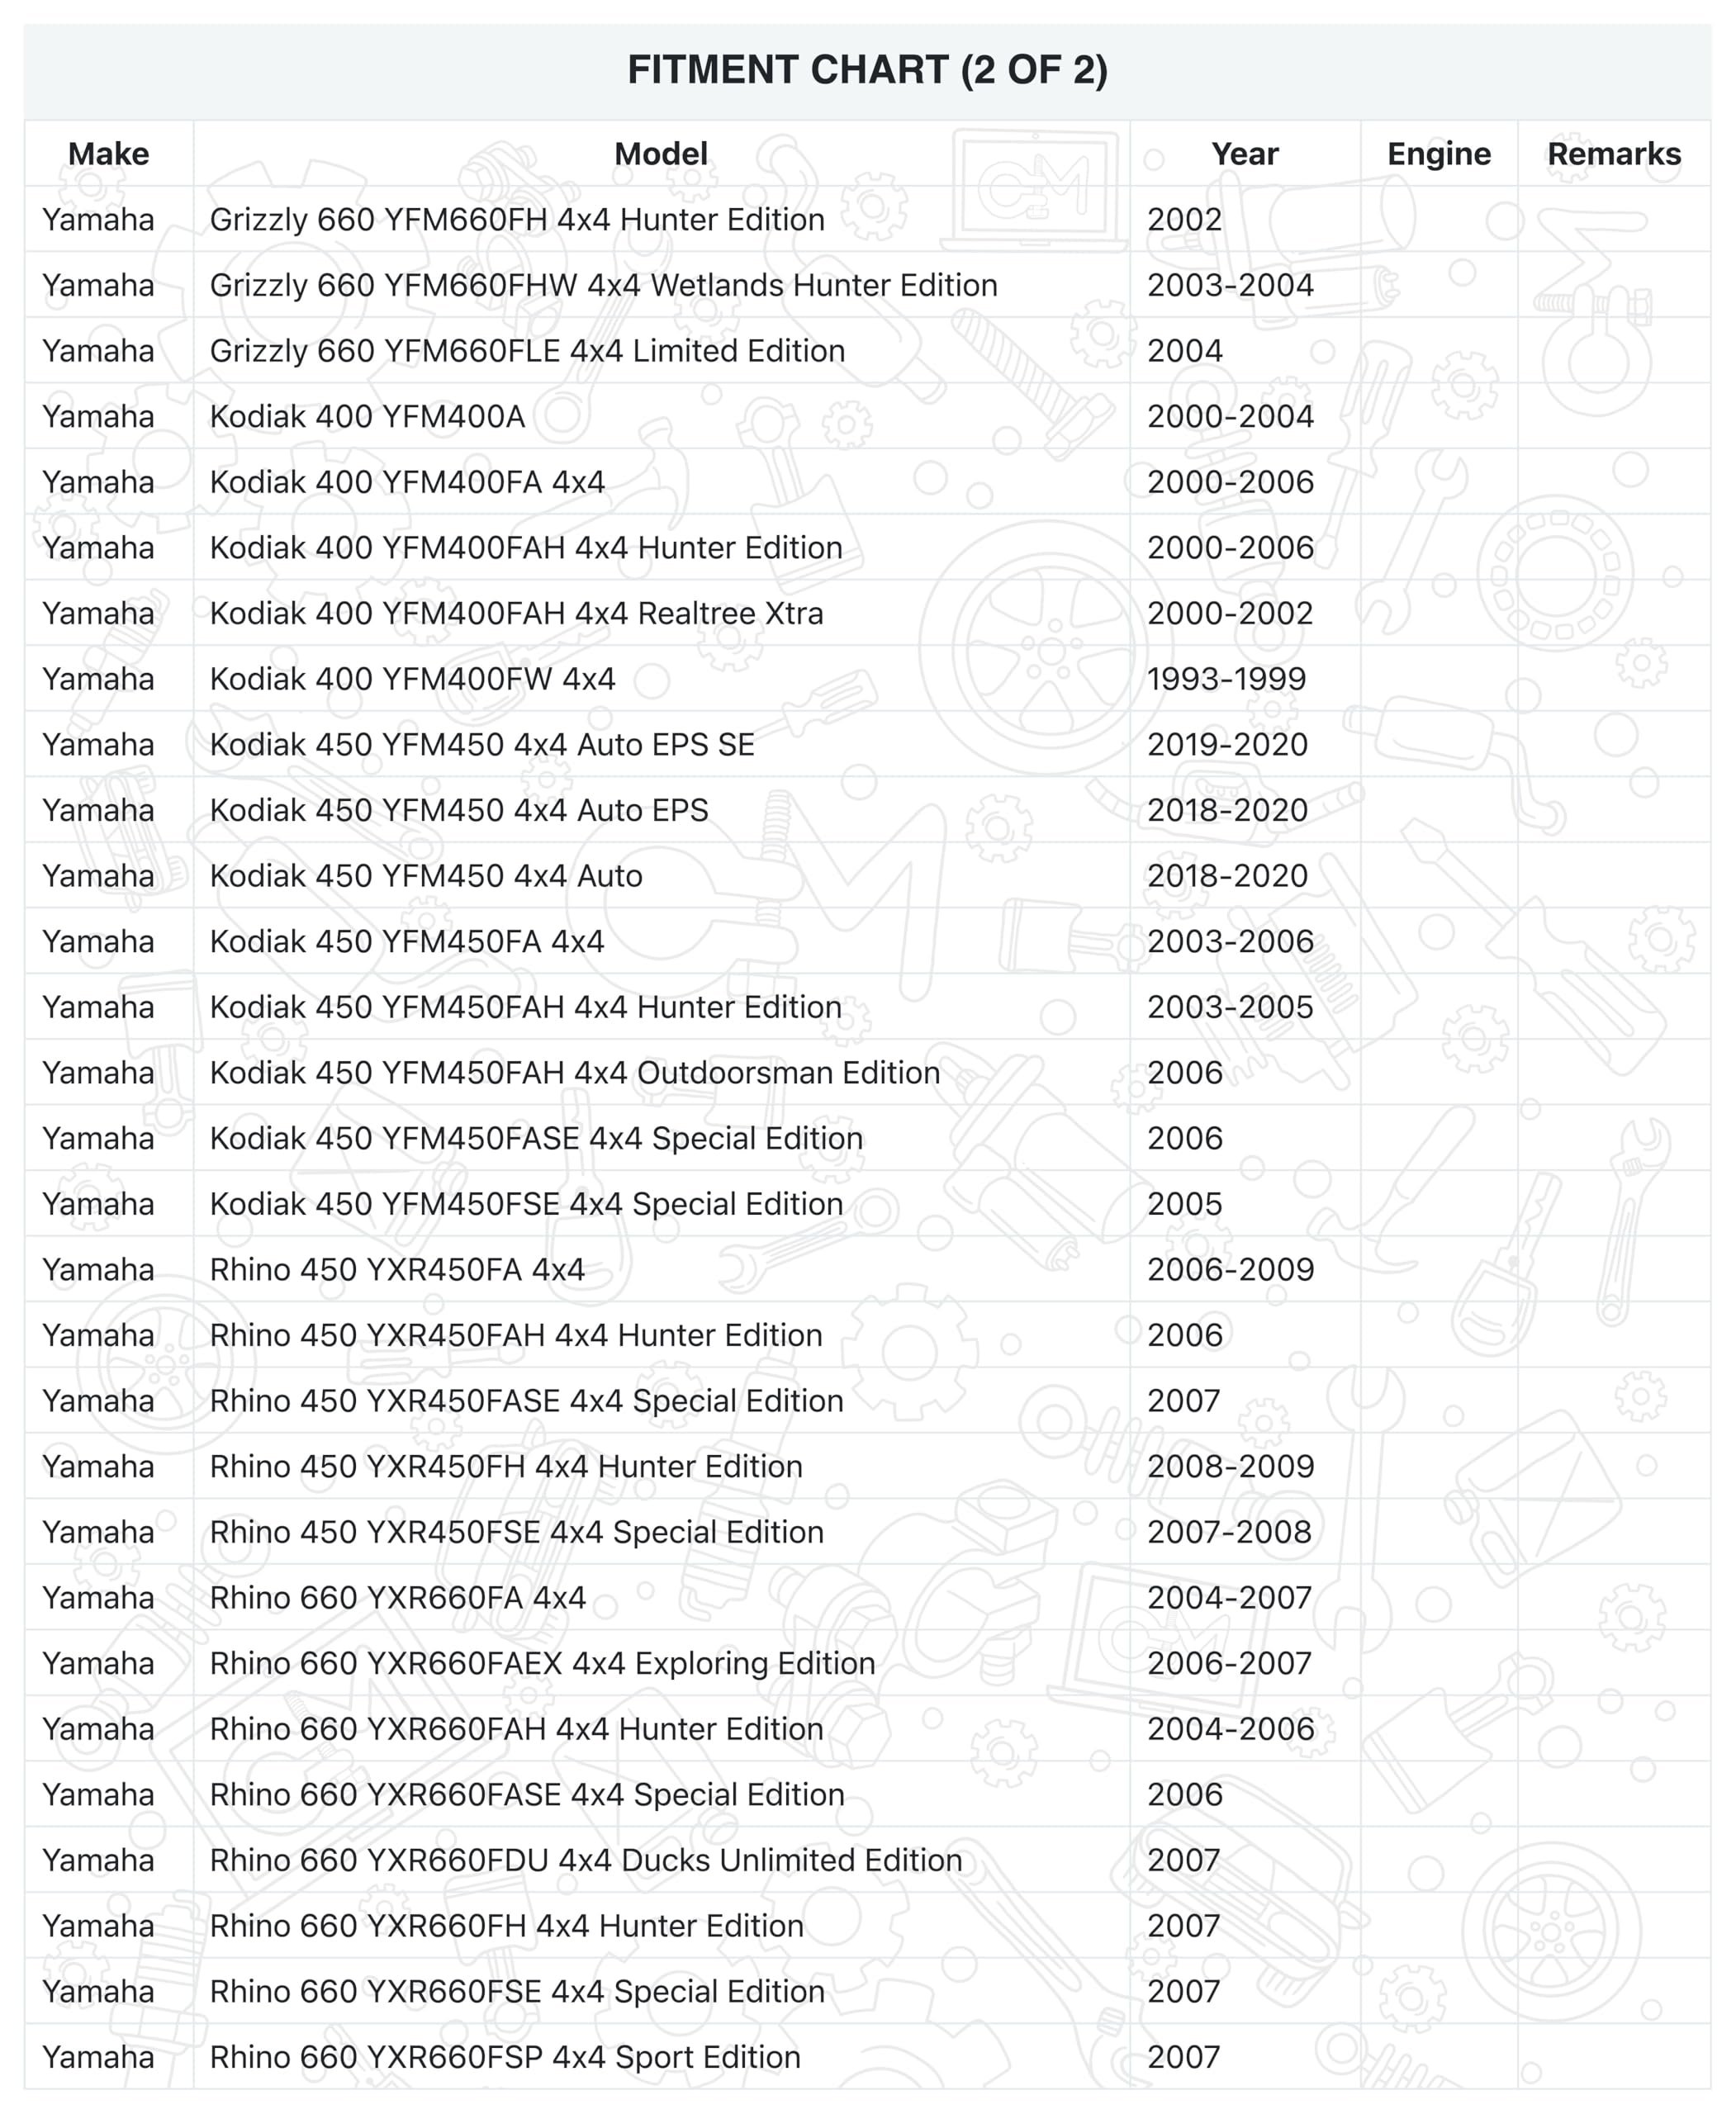 FITMENT CHART (2 OF 2)
Make Model Year Engine Remarks
Yamaha Grizzly 660 YFM660FH 4x4 Hunter Edition 2002
Yamaha Grizzly 660 YFM660FHW 4x4 Wetlands Hunter Edition 2003-2004
Yamaha Grizzly 660 YFM660FLE 4x4 Limited Edition 2004
Yamaha Kodiak 400 YFM400A 2000-2004
Yamaha Kodiak 400 YFM400FA 4x4 2000-2006
Yamaha Kodiak 400 YFM400FAH 4x4 Hunter Edition 2000-2006
Yamaha Kodiak 400 YFM400FAH 4x4 Realtree Xtra 2000-2002
Yamaha Kodiak 400 YFM400FW 4x4 1993-1999
Yamaha Kodiak 450 YFM450 4x4 Auto EPS SE 2019-2020
Yamaha Kodiak 450 YFM450 4x4 Auto EPS 2018-2020
Yamaha Kodiak 450 YFM450 4x4 Auto 2018-2020
Yamaha Kodiak 450 YFM450FA 4x4 2003-2006
Yamaha Kodiak 450 YFM450FAH 4x4 Hunter Edition 2003-2005
Yamaha Kodiak 450 YFM450FAH 4x4 Outdoorsman Edition 2006
Yamaha Kodiak 450 YFM450FASE 4x4 Special Edition 2006
Yamaha Kodiak 450 YFM450FSE 4x4 Special Edition 2005
Yamaha Rhino 450 YXR450FA 4x4 2006-2009
Yamaha Rhino 450 YXR450FAH 4x4 Hunter Edition 2006
Yamaha Rhino 450 YXR450FASE 4x4 Special Edition 2007
Yamaha Rhino 450 YXR450FH 4x4 Hunter Edition 2008-2009
Yamaha Rhino 450 YXR450FSE 4x4 Special Edition 2007-2008
Yamaha Rhino 660 YXR660FA 4x4 2004-2007
Yamaha Rhino 660 YXR660FAEX 4x4 Exploring Edition 2006-2007
Yamaha Rhino 660 YXR660FAH 4x4 Hunter Edition 2004-2006
Yamaha Rhino 660 YXR660FASE 4x4 Special Edition 2006
Yamaha Rhino 660 YXR660FDU 4x4 Ducks Unlimited Edition 2007
Yamaha Rhino 660 YXR660FH 4x4 Hunter Edition 2007
Yamaha Rhino 660 YXR660FSE 4x4 Special Edition 2007
Yamaha Rhino 660 YXR660FSP 4x4 Sport Edition 2007